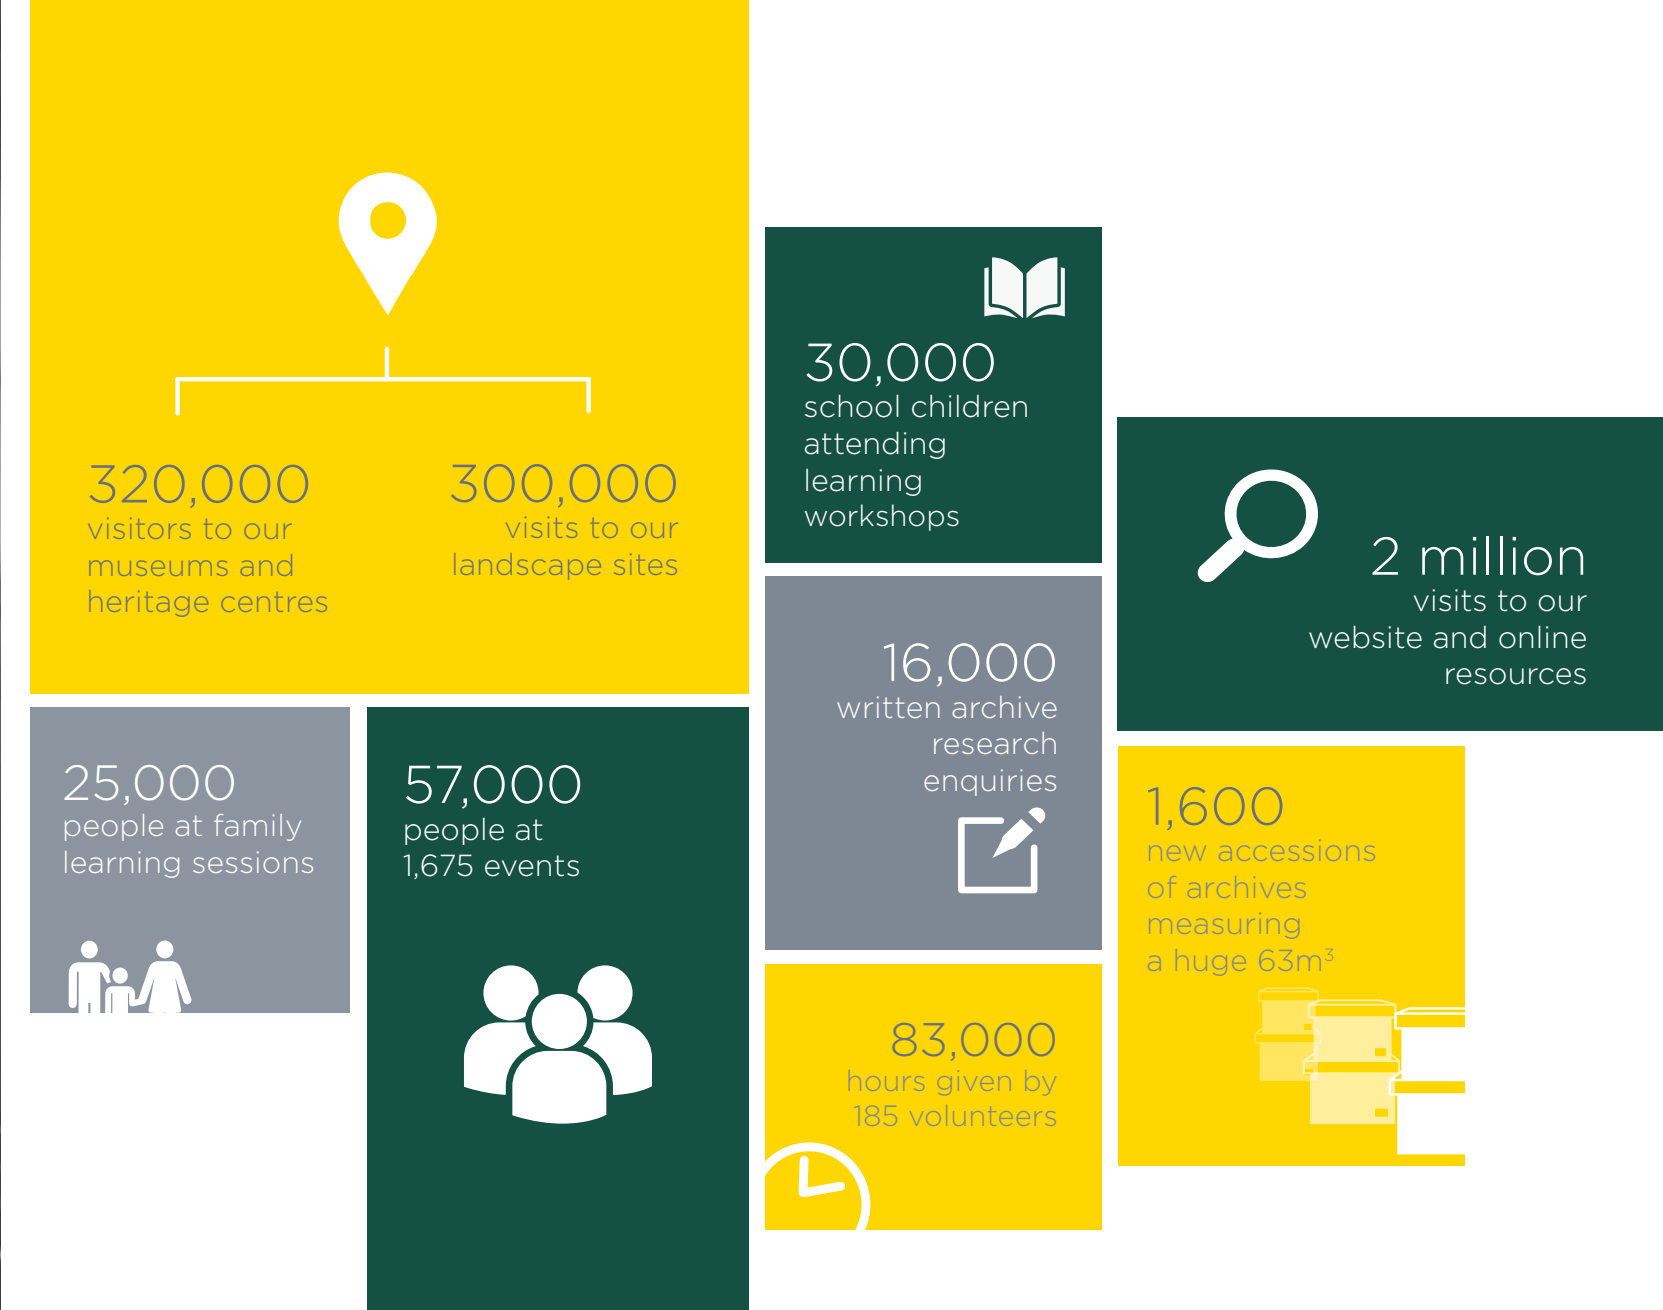 320,000
visitors to our
museums and
heritage centres
300,000
visits to our
landscape sites
30,000
school children
attending
learning
workshops
2 million
visits to our
website and online
resources
16,000
written archive
research
enquiries
25,000
people at family
learning sessions
57,000
people at
1,675 events
1,600
new accessions
of archives
measuring
a huge 63m³
83,000
hours given by
185 volunteers